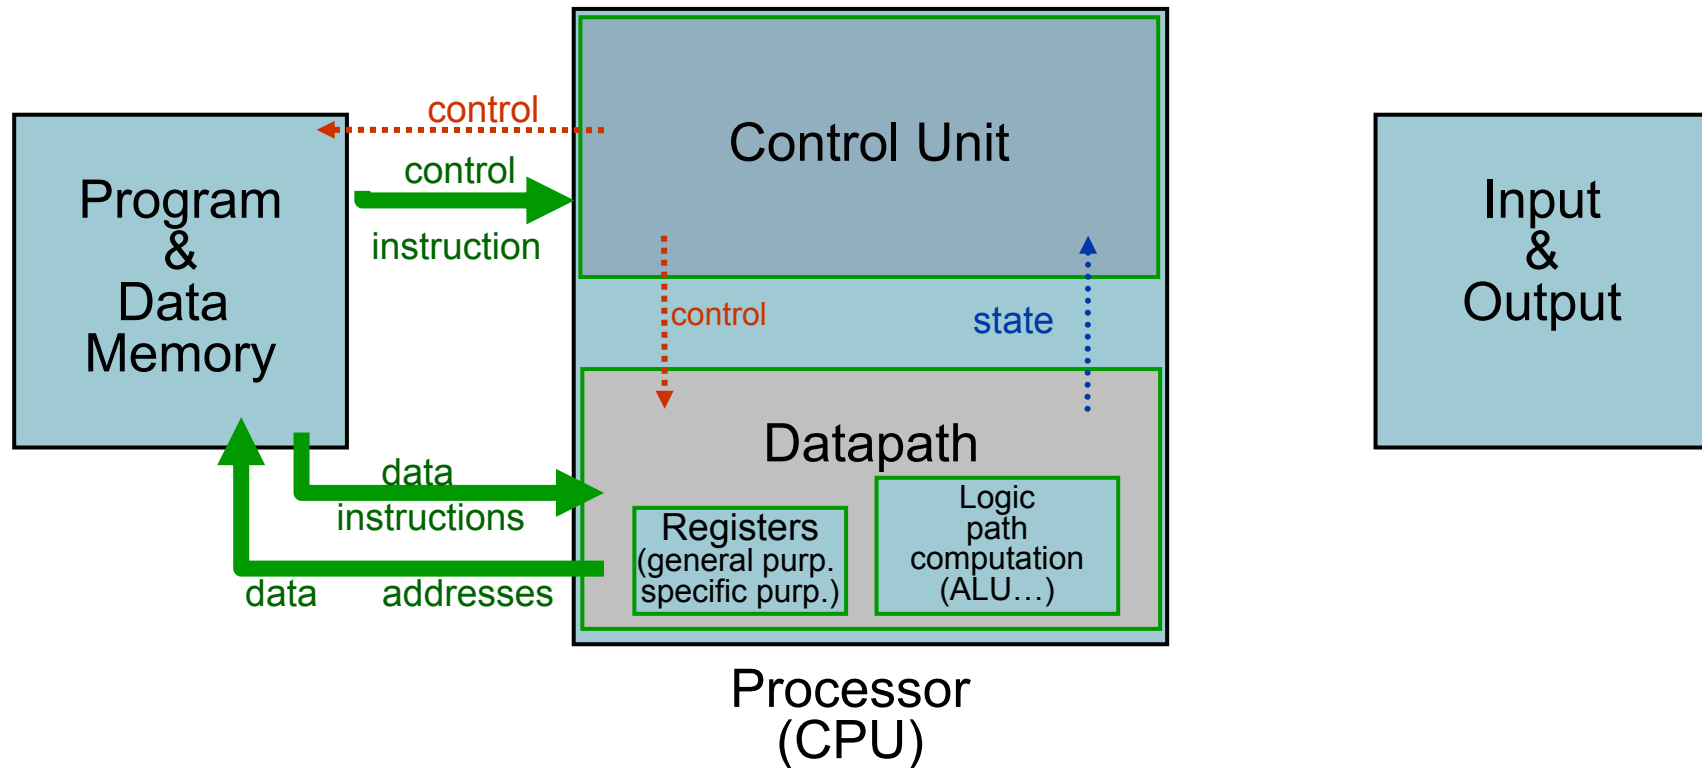 control
control
instruction
Program
&
Data
Memory
data
instructions
data addresses
Control Unit
control
state
Datapath
Registers
(general purp.
specific purp.)
Logic
path
computation
(ALU…)
Processor
(CPU)
Input
&
Output